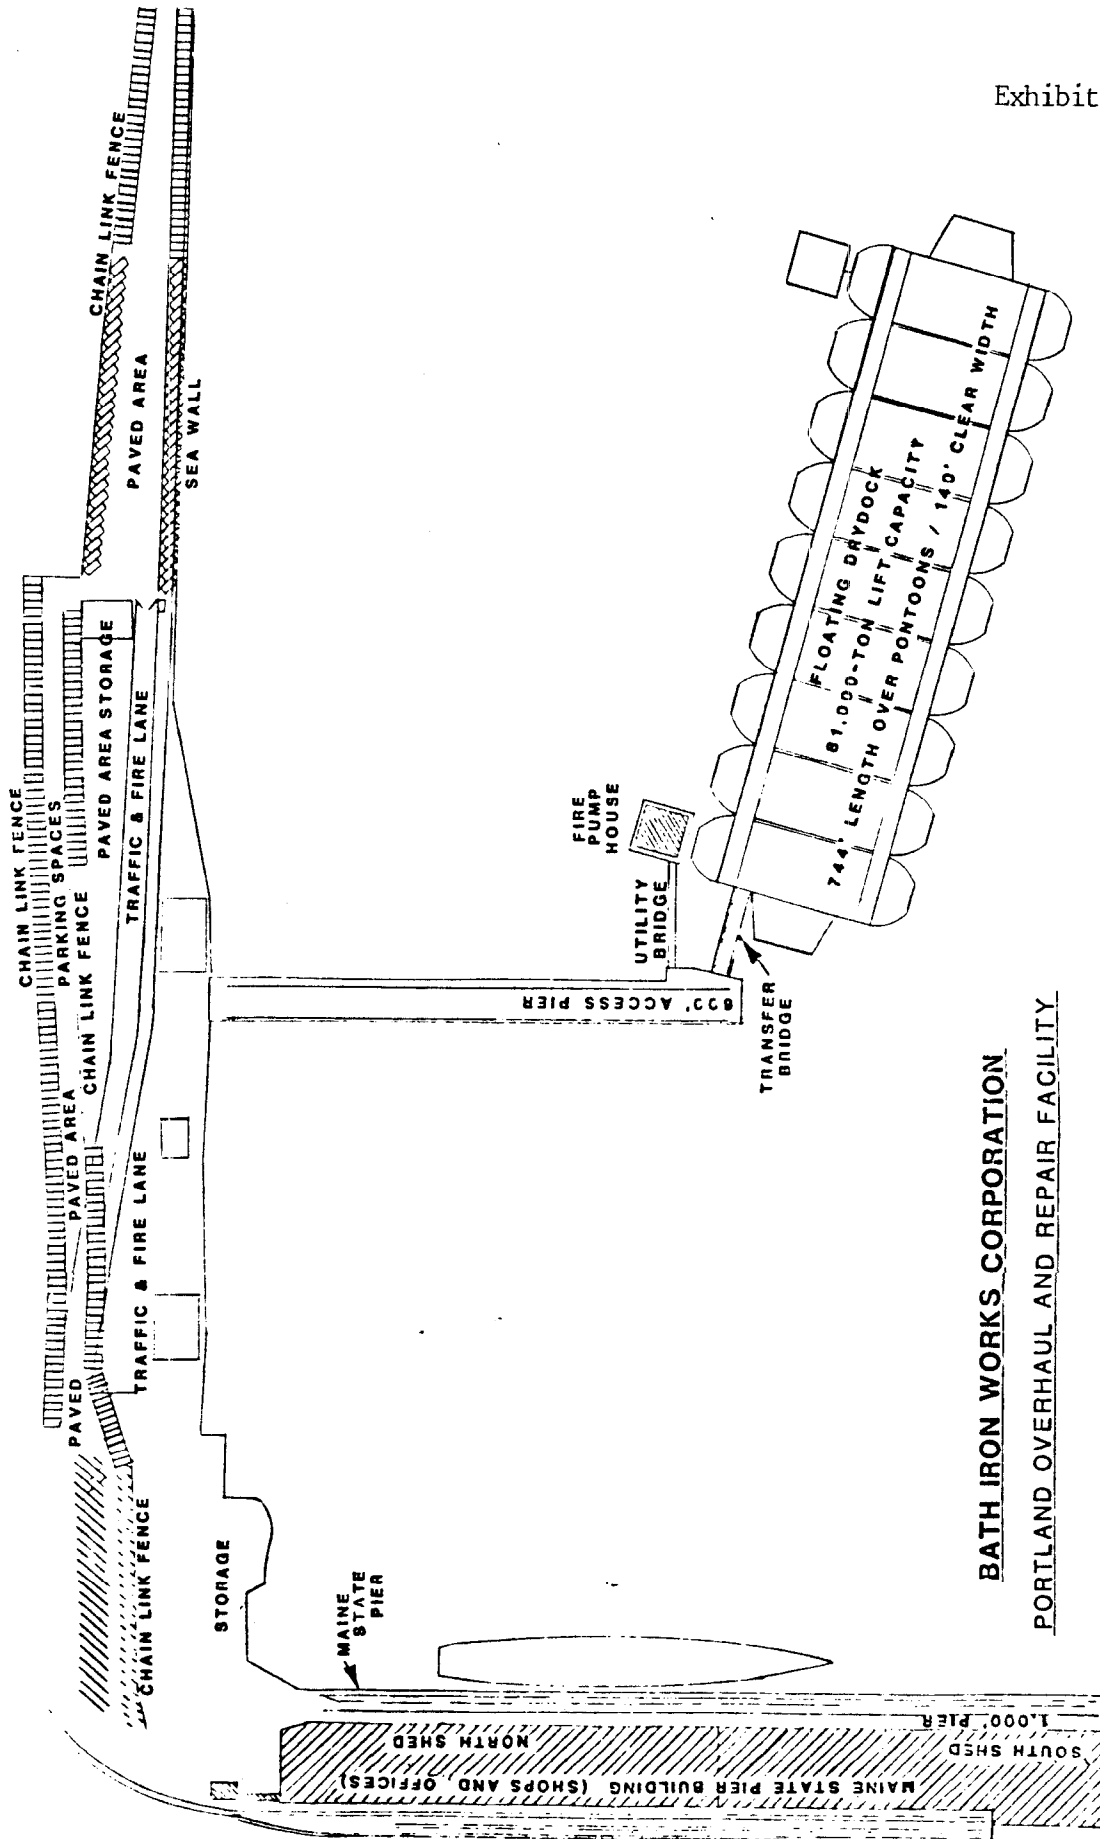 Exhibit
CHAIN LINK FENCE
PAVED AREA
SEA WALL
CHAIN LINK FENCE
PARKING SPACES
CHAIN LINK FENCE
PAVED AREA STORAGE
TRAFFIC & FIRE LANE
PAVED AREA
PAVED
TRAFFIC & FIRE LANE
CHAIN LINK FENCE
STORAGE
MAINE
STATE
PIER
FIRE
PUMP
HOUSE
UTILITY
BRIDGE
TRANSFER
BRIDGE
600' ACCESS PIER
FLOATING DRYDOCK
81,000-TON LIFT CAPACITY
744' LENGTH OVER PONTOONS / 140' CLEAR WIDTH
1,000' PIER
NORTH SHED
SOUTH SHED
MAINE STATE PIER BUILDING (SHOPS AND OFFICES)
BATH IRON WORKS CORPORATION
PORTLAND OVERHAUL AND REPAIR FACILITY